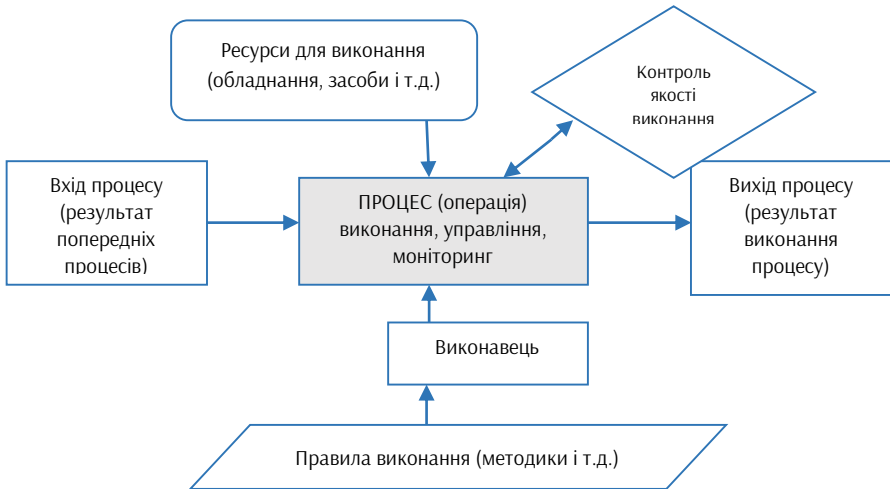 Ресурси для виконання
(обладнання, засоби і т.д.)
Контроль
якості
виконання
Вхід процесу
(результат
попередніх
процесів)
ПРОЦЕС (операція)
виконання, управління,
моніторинг
Вихід процесу
(результат
виконання
процесу)
Виконавець
Правила виконання (методики і т.д.)